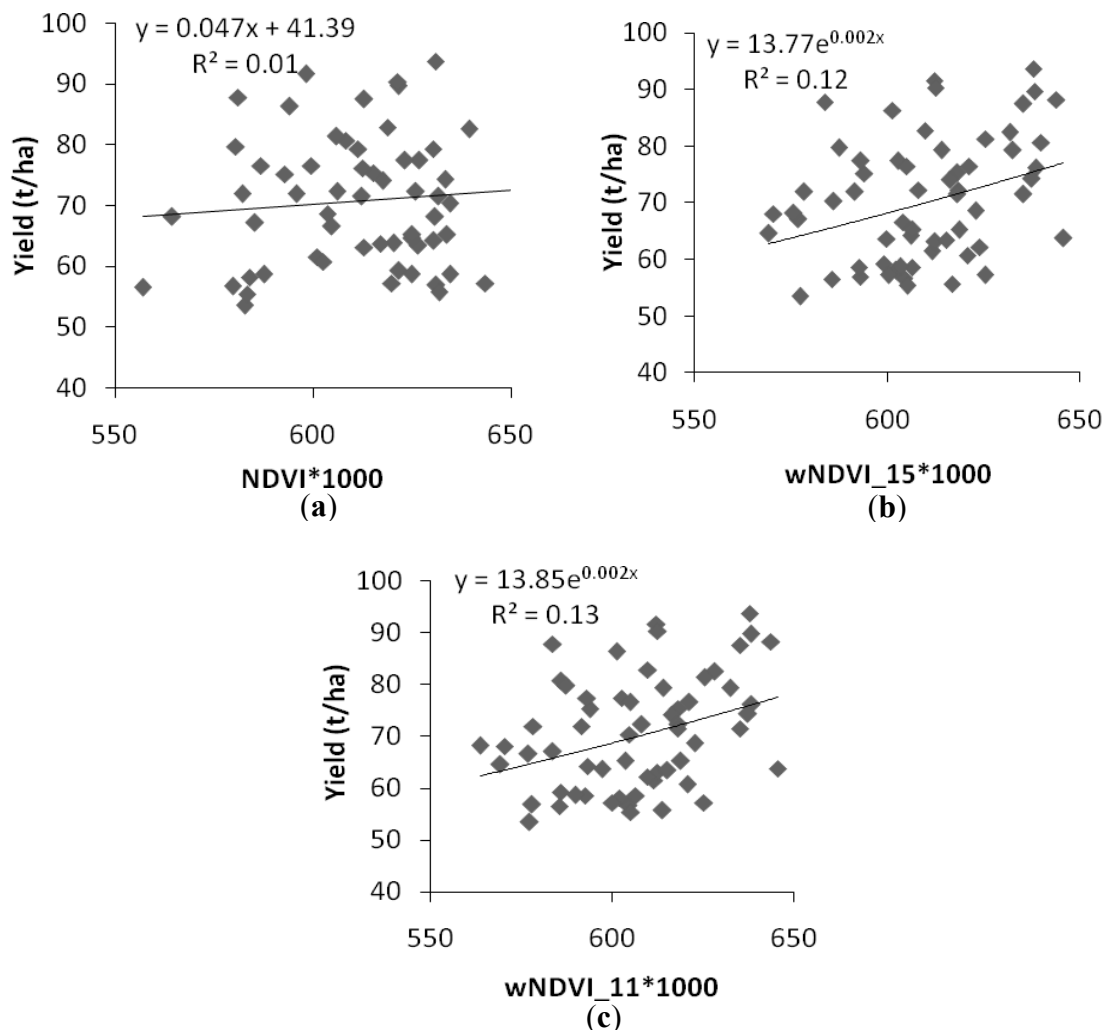 y = 0.047x + 41.39
R² = 0.01
100
90
80
70
60
50
40
Yield (t/ha)
550 600 650
NDVI*1000
(a)
y = 13.77e^0.002x
R² = 0.12
100
90
80
70
60
50
40
Yield (t/ha)
550 600 650
wNDVI_15*1000
(b)
y = 13.85e^0.002x
R² = 0.13
100
90
80
70
60
50
40
Yield (t/ha)
550 600 650
wNDVI_11*1000
(c)